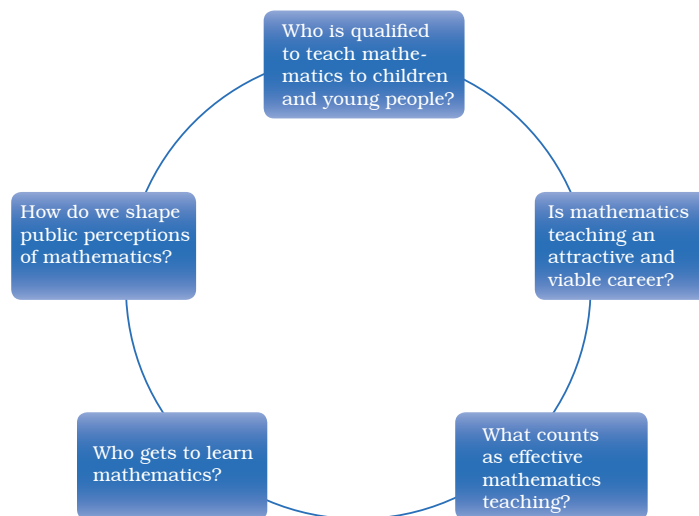 Who is qualified
to teach mathe-
matics to children
and young people?
How do we shape
public perceptions
of mathematics?
Is mathematics
teaching an
attractive and
viable career?
Who gets to learn
mathematics?
What counts
as effective
mathematics
teaching?